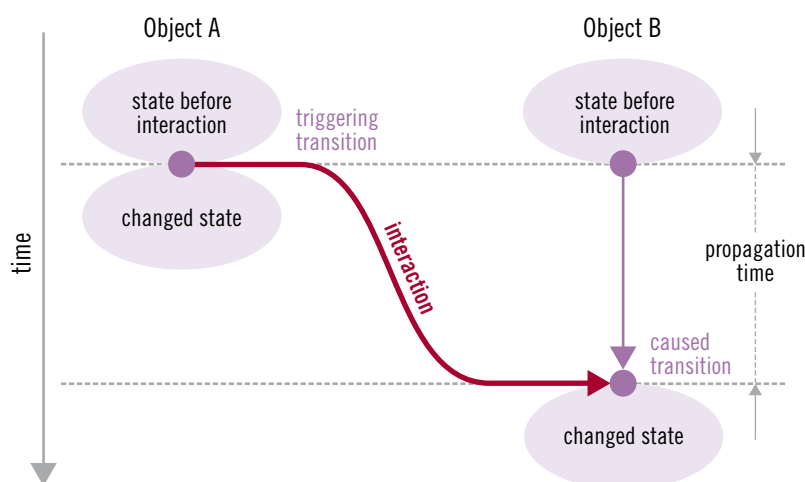 Object A
Object B
state before
interaction
state before
interaction
triggering
transition
changed state
time
interaction
propagation
time
caused
transition
changed state